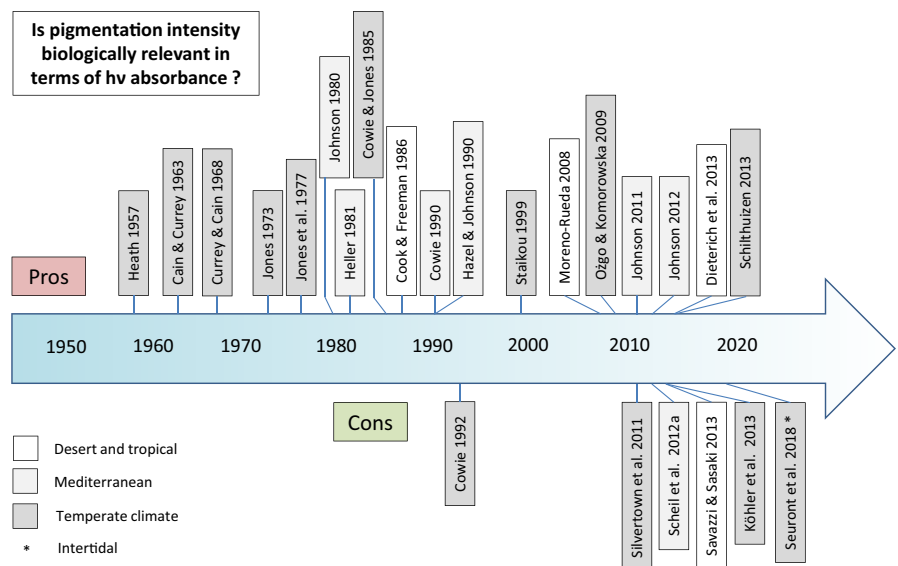 Is pigmentation intensity
biologically relevant in
terms of hν absorbance ?
Pros
Heath 1957
Cain & Currey 1963
Currey & Cain 1968
Jones 1973
Jones et al. 1977
Johnson 1980
Heller 1981
Cowie & Jones 1985
Cook & Freeman 1986
Cowie 1990
Hazel & Johnson 1990
Staikou 1999
Moreno-Rueda 2008
Ożgo & Komorowska 2009
Johnson 2011
Johnson 2012
Dieterich et al. 2013
Schilthuizen 2013
1950 1960 1970 1980 1990 2000 2010 2020
Cons
Cowie 1992
Silvertown et al. 2011
Scheil et al. 2012a
Savazzi & Sasaki 2013
Köhler et al. 2013
Seuront et al. 2018 *
Desert and tropical
Mediterranean
Temperate climate
* Intertidal